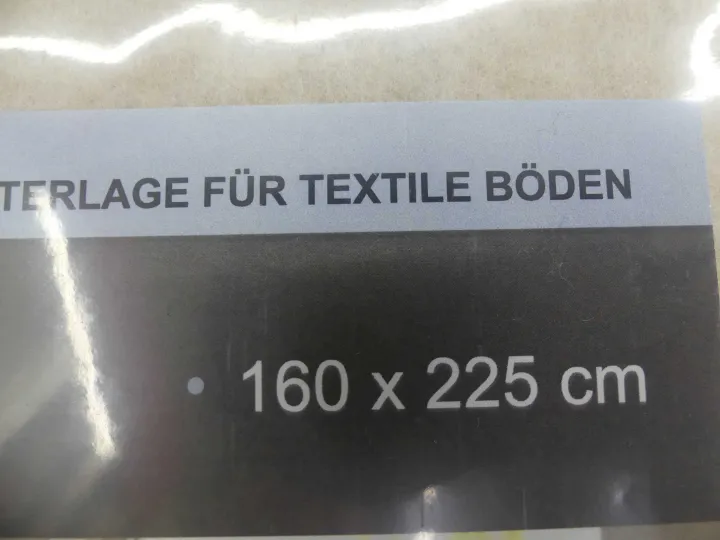 TERLAGE FÜR TEXTILE BÖDEN
• 160 x 225 cm